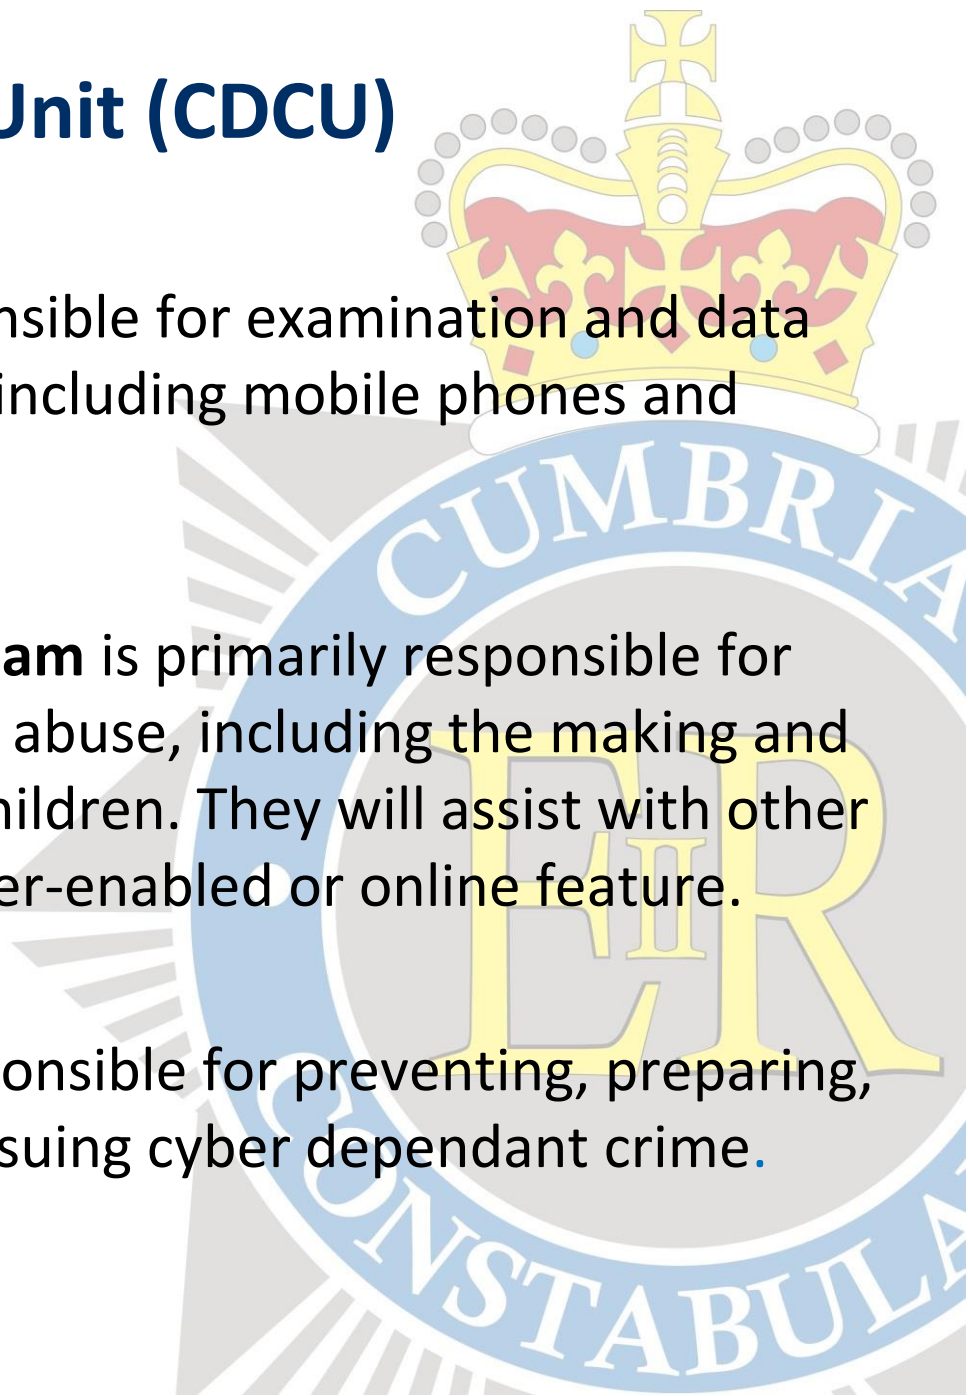 Unit (CDCU)
nsible for examination and data
including mobile phones and
am is primarily responsible for
abuse, including the making and
hildren. They will assist with other
er-enabled or online feature.
onsible for preventing, preparing,
suing cyber dependant crime.
CUMBRIA
EIIR
CONSTABULA